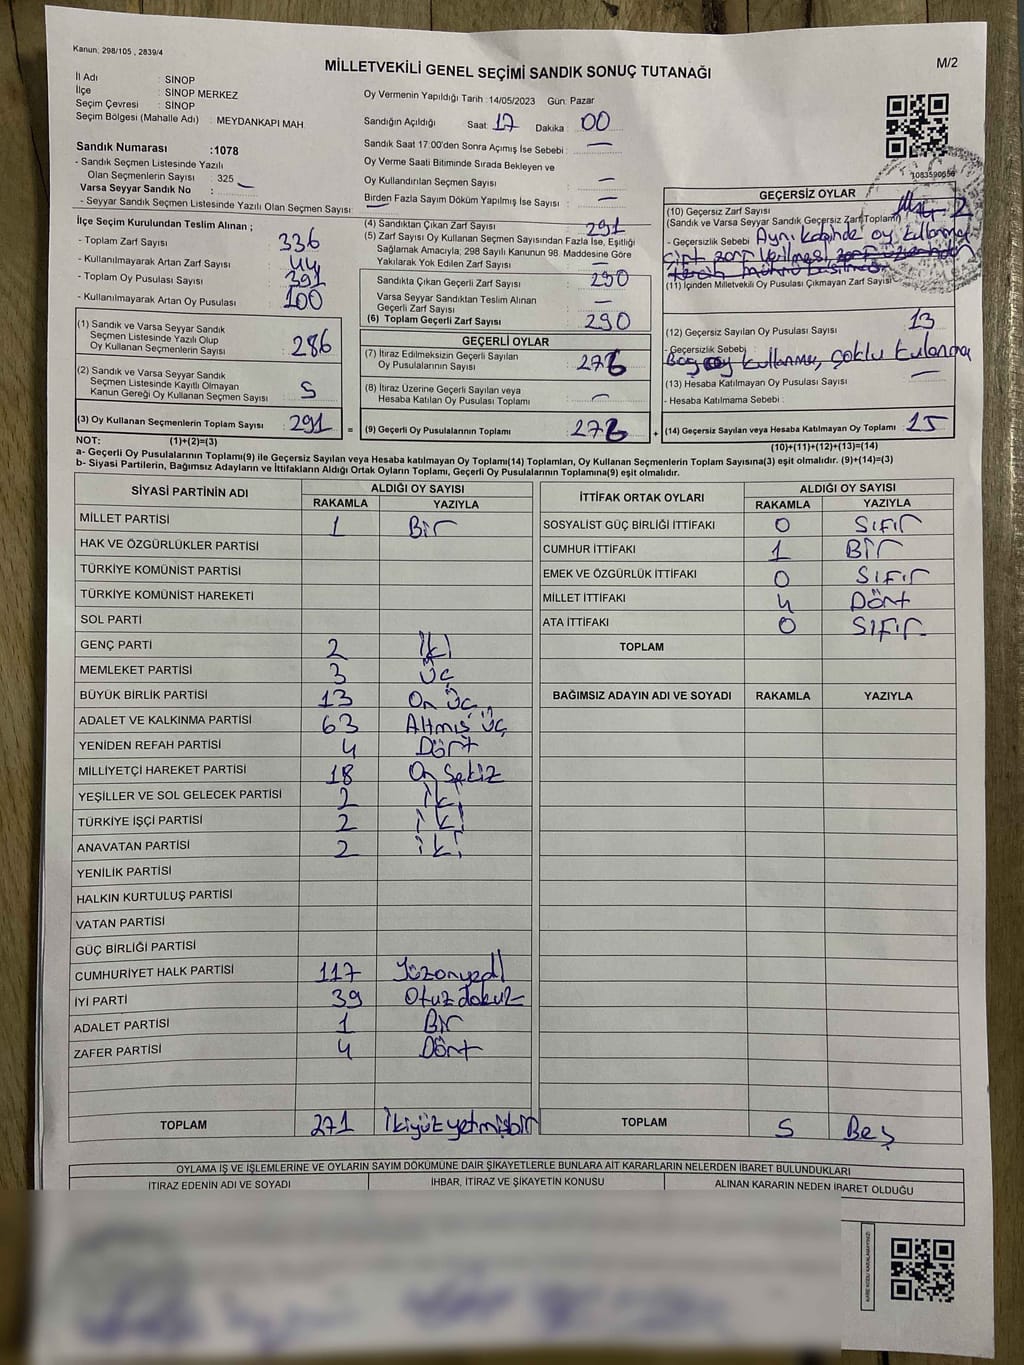 Kanun: 298/105 , 2839/4
M/2
MİLLETVEKİLİ GENEL SEÇİMİ SANDIK SONUÇ TUTANAĞI
İl Adı : SİNOP
İlçe : SİNOP MERKEZ
Seçim Çevresi : SİNOP
Seçim Bölgesi (Mahalle Adı) : MEYDANKAPI MAH.
Oy Vermenin Yapıldığı Tarih :14/05/2023 Gün: Pazar
Sandığın Açıldığı Saat: 17 Dakika : 00
Sandık Numarası :1078
- Sandık Seçmen Listesinde Yazılı
Olan Seçmenlerin Sayısı : 325
Varsa Seyyar Sandık No : —
- Seyyar Sandık Seçmen Listesinde Yazılı Olan Seçmen Sayısı: —
Sandık Saat 17:00'den Sonra Açımış İse Sebebi : —
Oy Verme Saati Bitiminde Sırada Bekleyen ve
Oy Kullandırılan Seçmen Sayısı : —
Birden Fazla Sayım Döküm Yapılmış İse Sayısı : —
1083590656
İlçe Seçim Kurulundan Teslim Alınan ;
- Toplam Zarf Sayısı : 336
- Kullanılmayarak Artan Zarf Sayısı : 44
- Toplam Oy Pusulası Sayısı : 391
- Kullanılmayarak Artan Oy Pusulası : 100
(1) Sandık ve Varsa Seyyar Sandık
Seçmen Listesinde Yazılı Olup
Oy Kullanan Seçmenlerin Sayısı : 286
(2) Sandık ve Varsa Seyyar Sandık
Seçmen Listesinde Kayıtlı Olmayan
Kanun Gereği Oy Kullanan Seçmen Sayısı : 5
(3) Oy Kullanan Seçmenlerin Toplam Sayısı : 291
(4) Sandıktan Çıkan Zarf Sayısı : 291
(5) Zarf Sayısı Oy Kullanan Seçmen Sayısından Fazla İse, Eşitliği
Sağlamak Amacıyla, 298 Sayılı Kanunun 98. Maddesine Göre
Yakılarak Yok Edilen Zarf Sayısı : —
Sandıkta Çıkan Geçerli Zarf Sayısı : 290
Varsa Seyyar Sandıktan Teslim Alınan
Geçerli Zarf Sayısı : —
(6) Toplam Geçerli Zarf Sayısı : 290
GEÇERLİ OYLAR
(7) İtiraz Edilmeksizin Geçerli Sayılan
Oy Pusulalarının Sayısı : 276
(8) İtiraz Üzerine Geçerli Sayılan veya
Hesaba Katılan Oy Pusulası Toplamı : —
= (9) Geçerli Oy Pusulalarının Toplamı : 276
GEÇERSİZ OYLAR
(10) Geçersiz Zarf Sayısı
(Sandık ve Varsa Seyyar Sandık Geçersiz Zarf Toplamı) : 2
- Geçersizlik Sebebi : Aynı kabinde oy kullanma
çift zarf verilmesi,
(11) İçinden Milletvekili Oy Pusulası Çıkmayan Zarf Sayısı :
(12) Geçersiz Sayılan Oy Pusulası Sayısı : 13
- Geçersizlik Sebebi :
Boş oy kullanma, çoklu kullanma
(13) Hesaba Katılmayan Oy Pusulası Sayısı : —
- Hesaba Katılmama Sebebi :
+ (14) Geçersiz Sayılan veya Hesaba Katılmayan Oy Toplamı : 15
NOT: (1)+(2)=(3)
(10)+(11)+(12)+(13)=(14)
a- Geçerli Oy Pusulalarının Toplamı(9) ile Geçersiz Sayılan veya Hesaba katılmayan Oy Toplamı(14) Toplamları, Oy Kullanan Seçmenlerin Toplam Sayısına(3) eşit olmalıdır. (9)+(14)=(3)
b- Siyasi Partilerin, Bağımsız Adayların ve İttifakların Aldığı Ortak Oyların Toplamı, Geçerli Oy Pusulalarının Toplamına(9) eşit olmalıdır.
SİYASİ PARTİNİN ADI
ALDIĞI OY SAYISI
RAKAMLA YAZIYLA
MİLLET PARTİSİ 1 Bir
HAK VE ÖZGÜRLÜKLER PARTİSİ
TÜRKİYE KOMÜNİST PARTİSİ
TÜRKİYE KOMÜNİST HAREKETİ
SOL PARTİ
GENÇ PARTİ 2 İki
MEMLEKET PARTİSİ 3 Üç
BÜYÜK BİRLİK PARTİSİ 13 On Üç
ADALET VE KALKINMA PARTİSİ 63 Altmış Üç
YENİDEN REFAH PARTİSİ 4 Dört
MİLLİYETÇİ HAREKET PARTİSİ 18 On Sekiz
YEŞİLLER VE SOL GELECEK PARTİSİ 2 İki
TÜRKİYE İŞÇİ PARTİSİ 2 İki
ANAVATAN PARTİSİ 2 İki
YENİLİK PARTİSİ
HALKIN KURTULUŞ PARTİSİ
VATAN PARTİSİ
GÜÇ BİRLİĞİ PARTİSİ
CUMHURİYET HALK PARTİSİ 117 Yüzonyedi
İYİ PARTİ 39 Otuzdokuz
ADALET PARTİSİ 1 Bir
ZAFER PARTİSİ 4 Dört
TOPLAM 271 İkiyüzyetmişbir
İTTİFAK ORTAK OYLARI
ALDIĞI OY SAYISI
RAKAMLA YAZIYLA
SOSYALİST GÜÇ BİRLİĞİ İTTİFAKI 0 SIFIR
CUMHUR İTTİFAKI 1 BİR
EMEK VE ÖZGÜRLÜK İTTİFAKI 0 SIFIR
MİLLET İTTİFAKI 4 Dört
ATA İTTİFAKI 0 SIFIR
TOPLAM
BAĞIMSIZ ADAYIN ADI VE SOYADI RAKAMLA YAZIYLA
TOPLAM 5 Beş
OYLAMA İŞ VE İŞLEMLERİNE VE OYLARIN SAYIM DÖKÜMÜNE DAİR ŞİKAYETLERLE BUNLARA AİT KARARLARIN NELERDEN İBARET BULUNDUKLARI
İTİRAZ EDENİN ADI VE SOYADI
İHBAR, İTİRAZ VE ŞİKAYETİN KONUSU
ALINAN KARARIN NEDEN İBARET OLDUĞU
KARE KODU KARALAMAYINIZ!